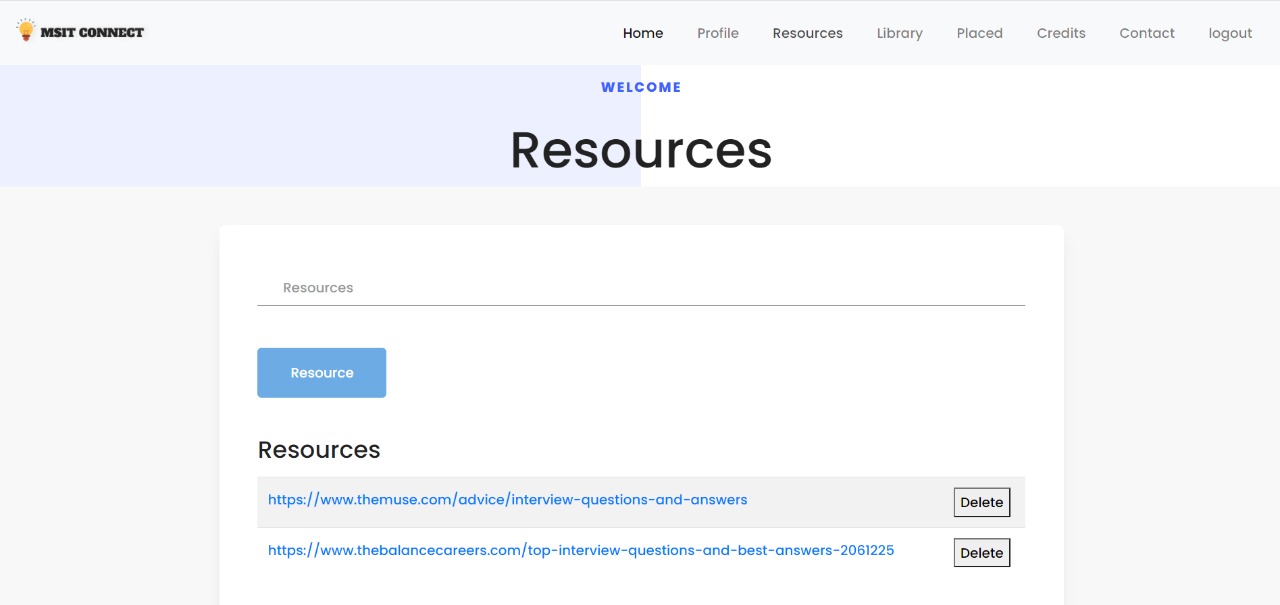 MSIT CONNECT Home Profile Resources Library Placed Credits Contact logout
WELCOME
Resources
Resources
Resource
Resources
https://www.themuse.com/advice/interview-questions-and-answers Delete
https://www.thebalancecareers.com/top-interview-questions-and-best-answers-2061225 Delete